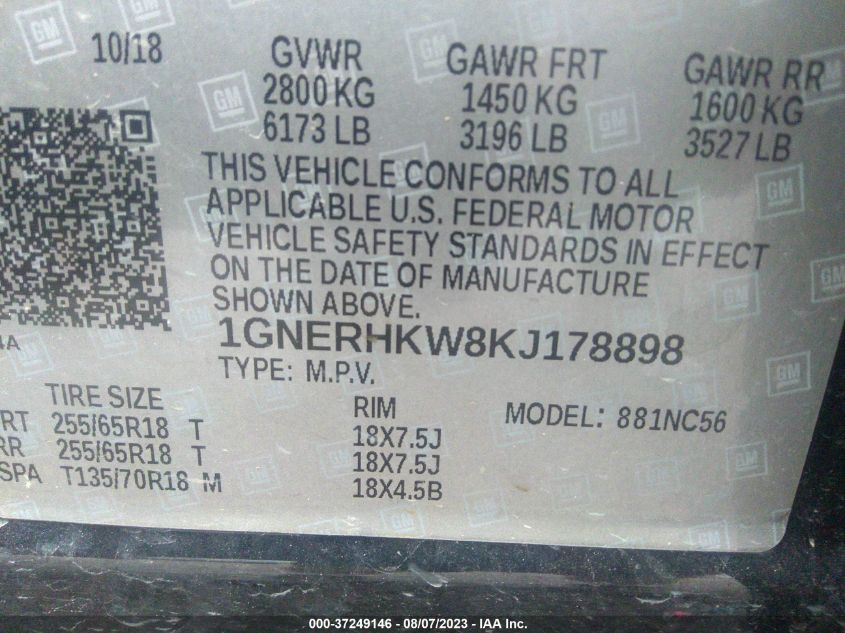 10/18 GVWR GAWR FRT GAWR RR
2800 KG 1450 KG 1600 KG
6173 LB 3196 LB 3527 LB
THIS VEHICLE CONFORMS TO ALL
APPLICABLE U.S. FEDERAL MOTOR
VEHICLE SAFETY STANDARDS IN EFFECT
ON THE DATE OF MANUFACTURE
SHOWN ABOVE.
1GNERHKW8KJ178898
TYPE: M.P.V.
TIRE SIZE RIM MODEL: 881NC56
FRT 255/65R18 T 18X7.5J
RR 255/65R18 T 18X7.5J
SPA T135/70R18 M 18X4.5B
GM
000-37249146 - 08/07/2023 - IAA Inc.